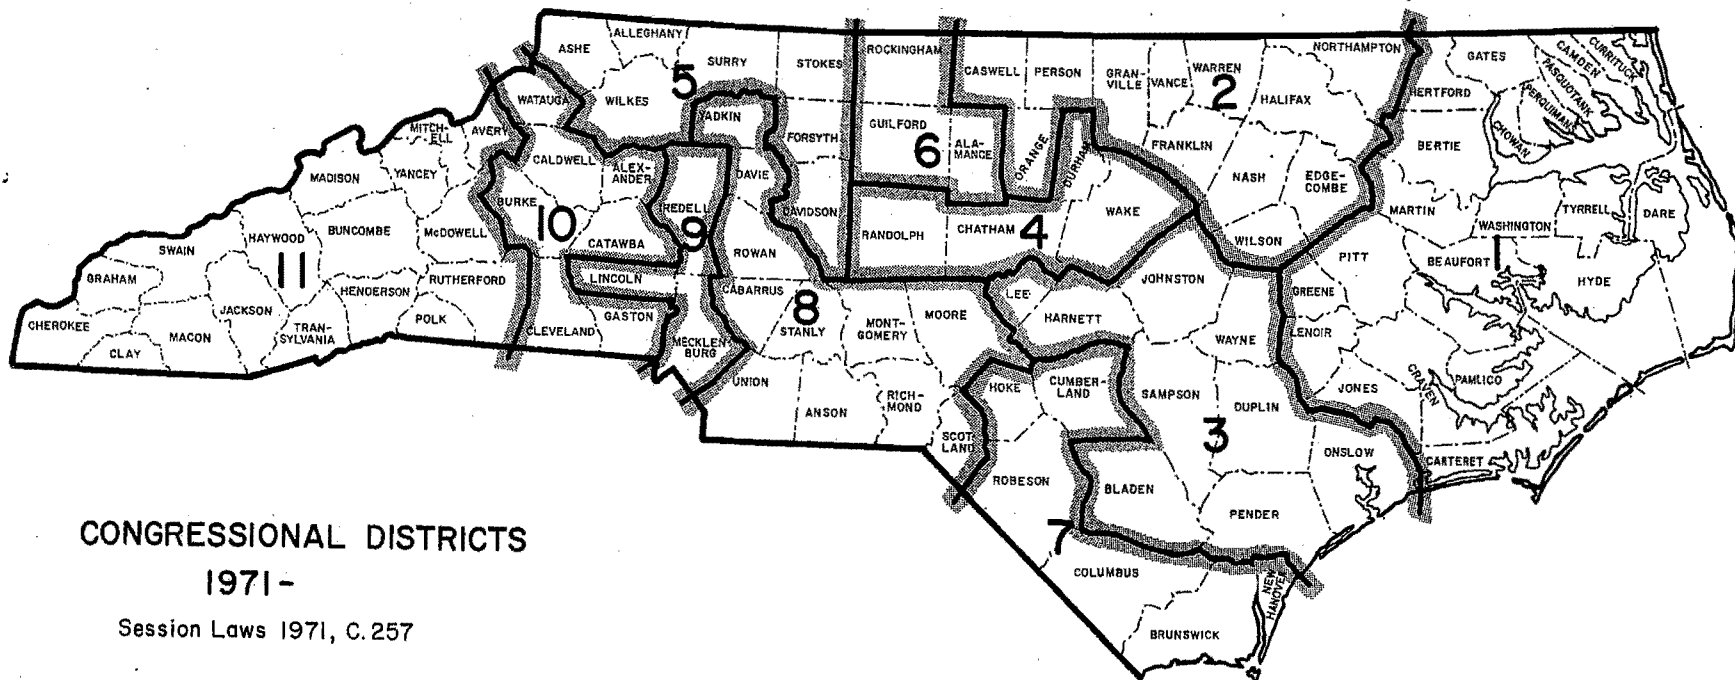 ALLEGHANY
ASHE
SURRY
STOKES
ROCKINGHAM
CASWELL
PERSON
GRAN-
VILLE
VANCE
WARREN
NORTHAMPTON
GATES
CAMDEN
CURRITUCK
PASQUOTANK
PERQUIMANS
CHOWAN
HERTFORD
HALIFAX
BERTIE
5
2
WATAUGA
WILKES
YADKIN
FORSYTH
GUILFORD
6
ALA-
MANCE
ORANGE
DURHAM
FRANKLIN
NASH
EDGE-
COMBE
MITCH-
ELL
AVERY
CALDWELL
ALEX-
ANDER
DAVIE
MADISON
YANCEY
BURKE
10
IREDELL
9
DAVIDSON
RANDOLPH
CHATHAM
4
WAKE
WILSON
MARTIN
WASHINGTON
TYRRELL
DARE
1
SWAIN
HAYWOOD
11
BUNCOMBE
McDOWELL
CATAWBA
ROWAN
JOHNSTON
PITT
BEAUFORT
HYDE
GRAHAM
JACKSON
HENDERSON
RUTHERFORD
LINCOLN
CABARRUS
8
STANLY
LEE
HARNETT
GREENE
LENOIR
CHEROKEE
CLAY
MACON
TRAN-
SYLVANIA
POLK
CLEVELAND
GASTON
MECKLEN
BURG
MONT-
GOMERY
MOORE
WAYNE
JONES
CRAVEN
PAMLICO
UNION
ANSON
RICH-
MOND
HOKE
CUMBER-
LAND
SAMPSON
DUPLIN
3
SCOT
LAND
ROBESON
BLADEN
ONSLOW
CARTERET
7
PENDER
COLUMBUS
NEW
HANOVER
BRUNSWICK
CONGRESSIONAL DISTRICTS
1971-
Session Laws 1971, C. 257